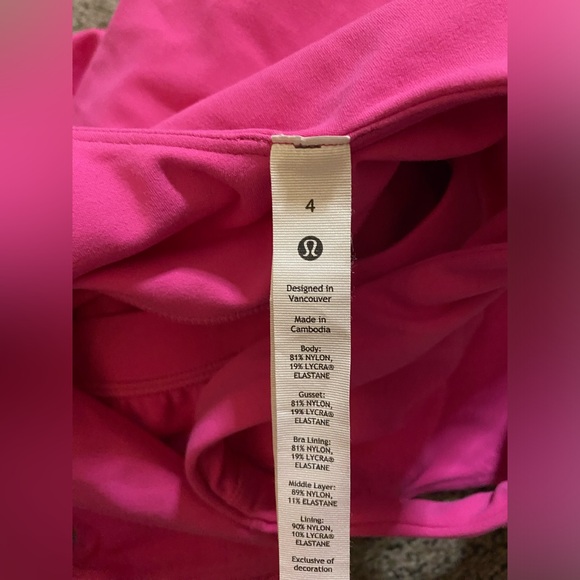 4
Designed in
Vancouver
Made in
Cambodia
Body:
81% NYLON,
19% LYCRA®
ELASTANE
Gusset:
81% NYLON,
19% LYCRA®
ELASTANE
Bra Lining:
81% NYLON,
19% LYCRA®
ELASTANE
Middle Layer:
89% NYLON,
11% ELASTANE
Lining:
90% NYLON,
10% LYCRA®
ELASTANE
Exclusive of
decoration